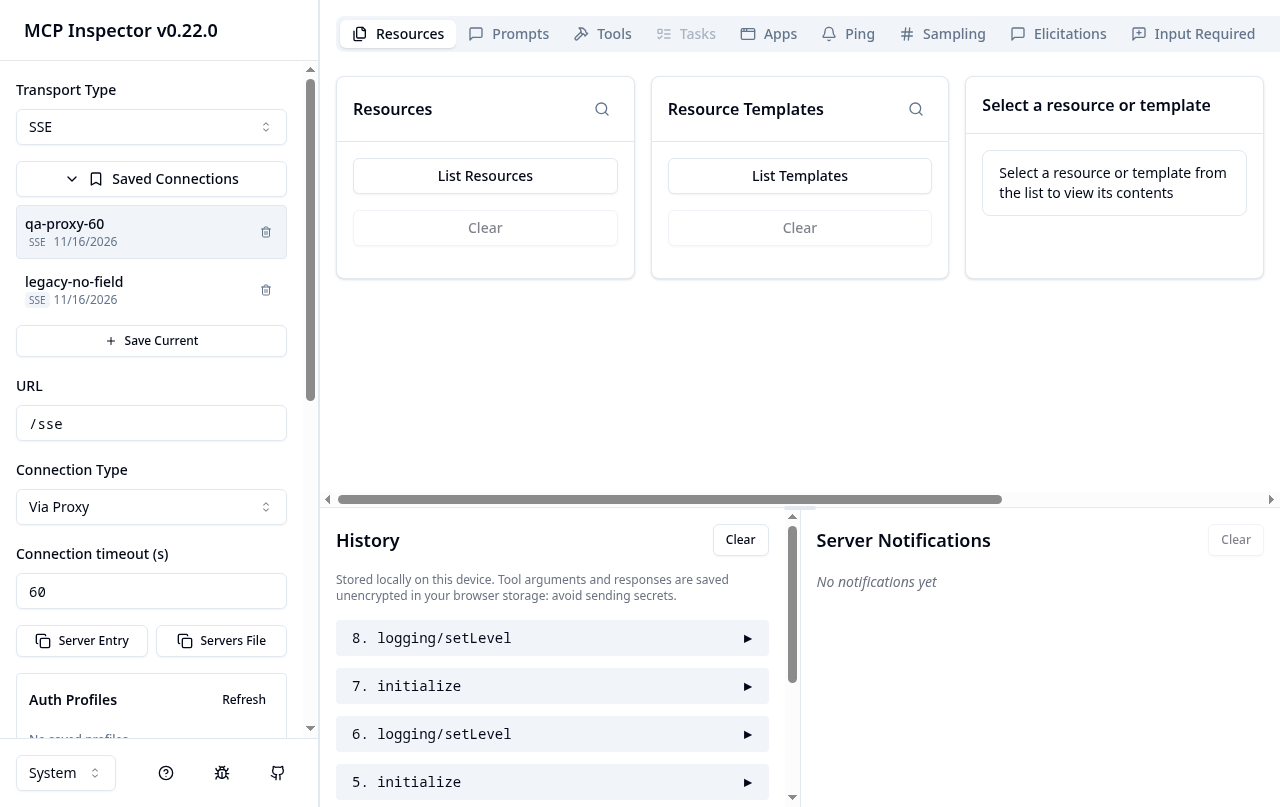 MCP Inspector v0.22.0
Transport Type
SSE
Saved Connections
qa-proxy-60
SSE 11/16/2026
legacy-no-field
SSE 11/16/2026
Save Current
URL
/sse
Connection Type
Via Proxy
Connection timeout (s)
60
Server Entry
Servers File
Auth Profiles
Refresh
No saved profiles
System
Resources
Prompts
Tools
Tasks
Apps
Ping
Sampling
Elicitations
Input Required
Resources
List Resources
Clear
Resource Templates
List Templates
Clear
Select a resource or template
Select a resource or template from
the list to view its contents
History
Clear
Stored locally on this device. Tool arguments and responses are saved
unencrypted in your browser storage: avoid sending secrets.
8. logging/setLevel
7. initialize
6. logging/setLevel
5. initialize
Server Notifications
Clear
No notifications yet